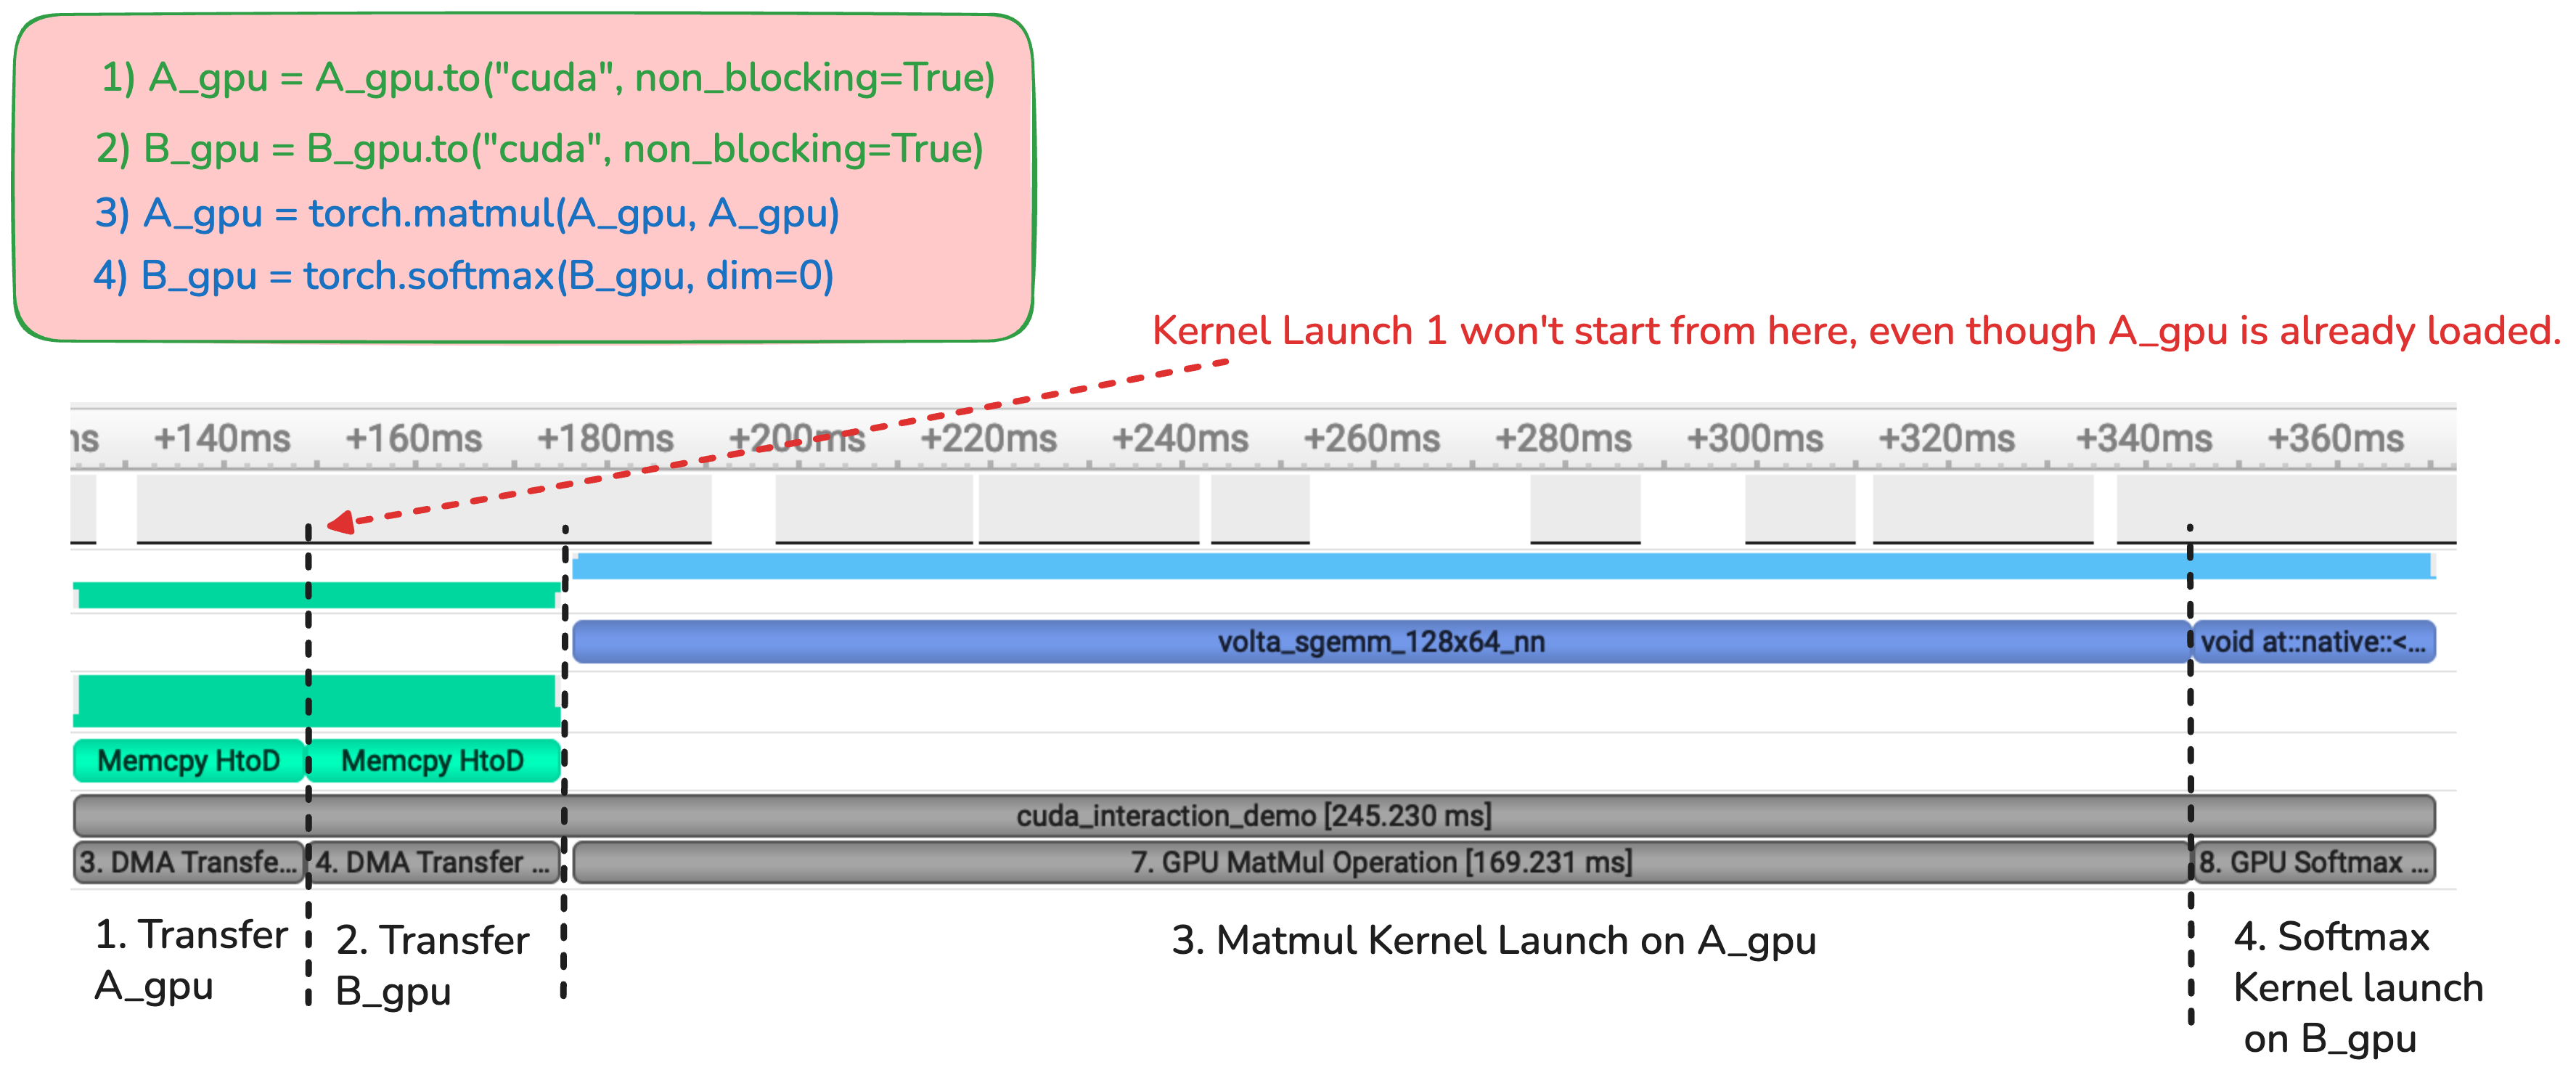 1) A_gpu = A_gpu.to("cuda", non_blocking=True)
2) B_gpu = B_gpu.to("cuda", non_blocking=True)
3) A_gpu = torch.matmul(A_gpu, A_gpu)
4) B_gpu = torch.softmax(B_gpu, dim=0)
Kernel Launch 1 won't start from here, even though A_gpu is already loaded.
ns +140ms +160ms +180ms +200ms +220ms +240ms +260ms +280ms +300ms +320ms +340ms +360ms
volta_sgemm_128x64_nn void at::native::<...
Memcpy HtoD Memcpy HtoD
cuda_interaction_demo [245.230 ms]
3. DMA Transfe... 4. DMA Transfer ... 7. GPU MatMul Operation [169.231 ms] 8. GPU Softmax ...
1. Transfer
A_gpu
2. Transfer
B_gpu
3. Matmul Kernel Launch on A_gpu
4. Softmax
Kernel launch
on B_gpu